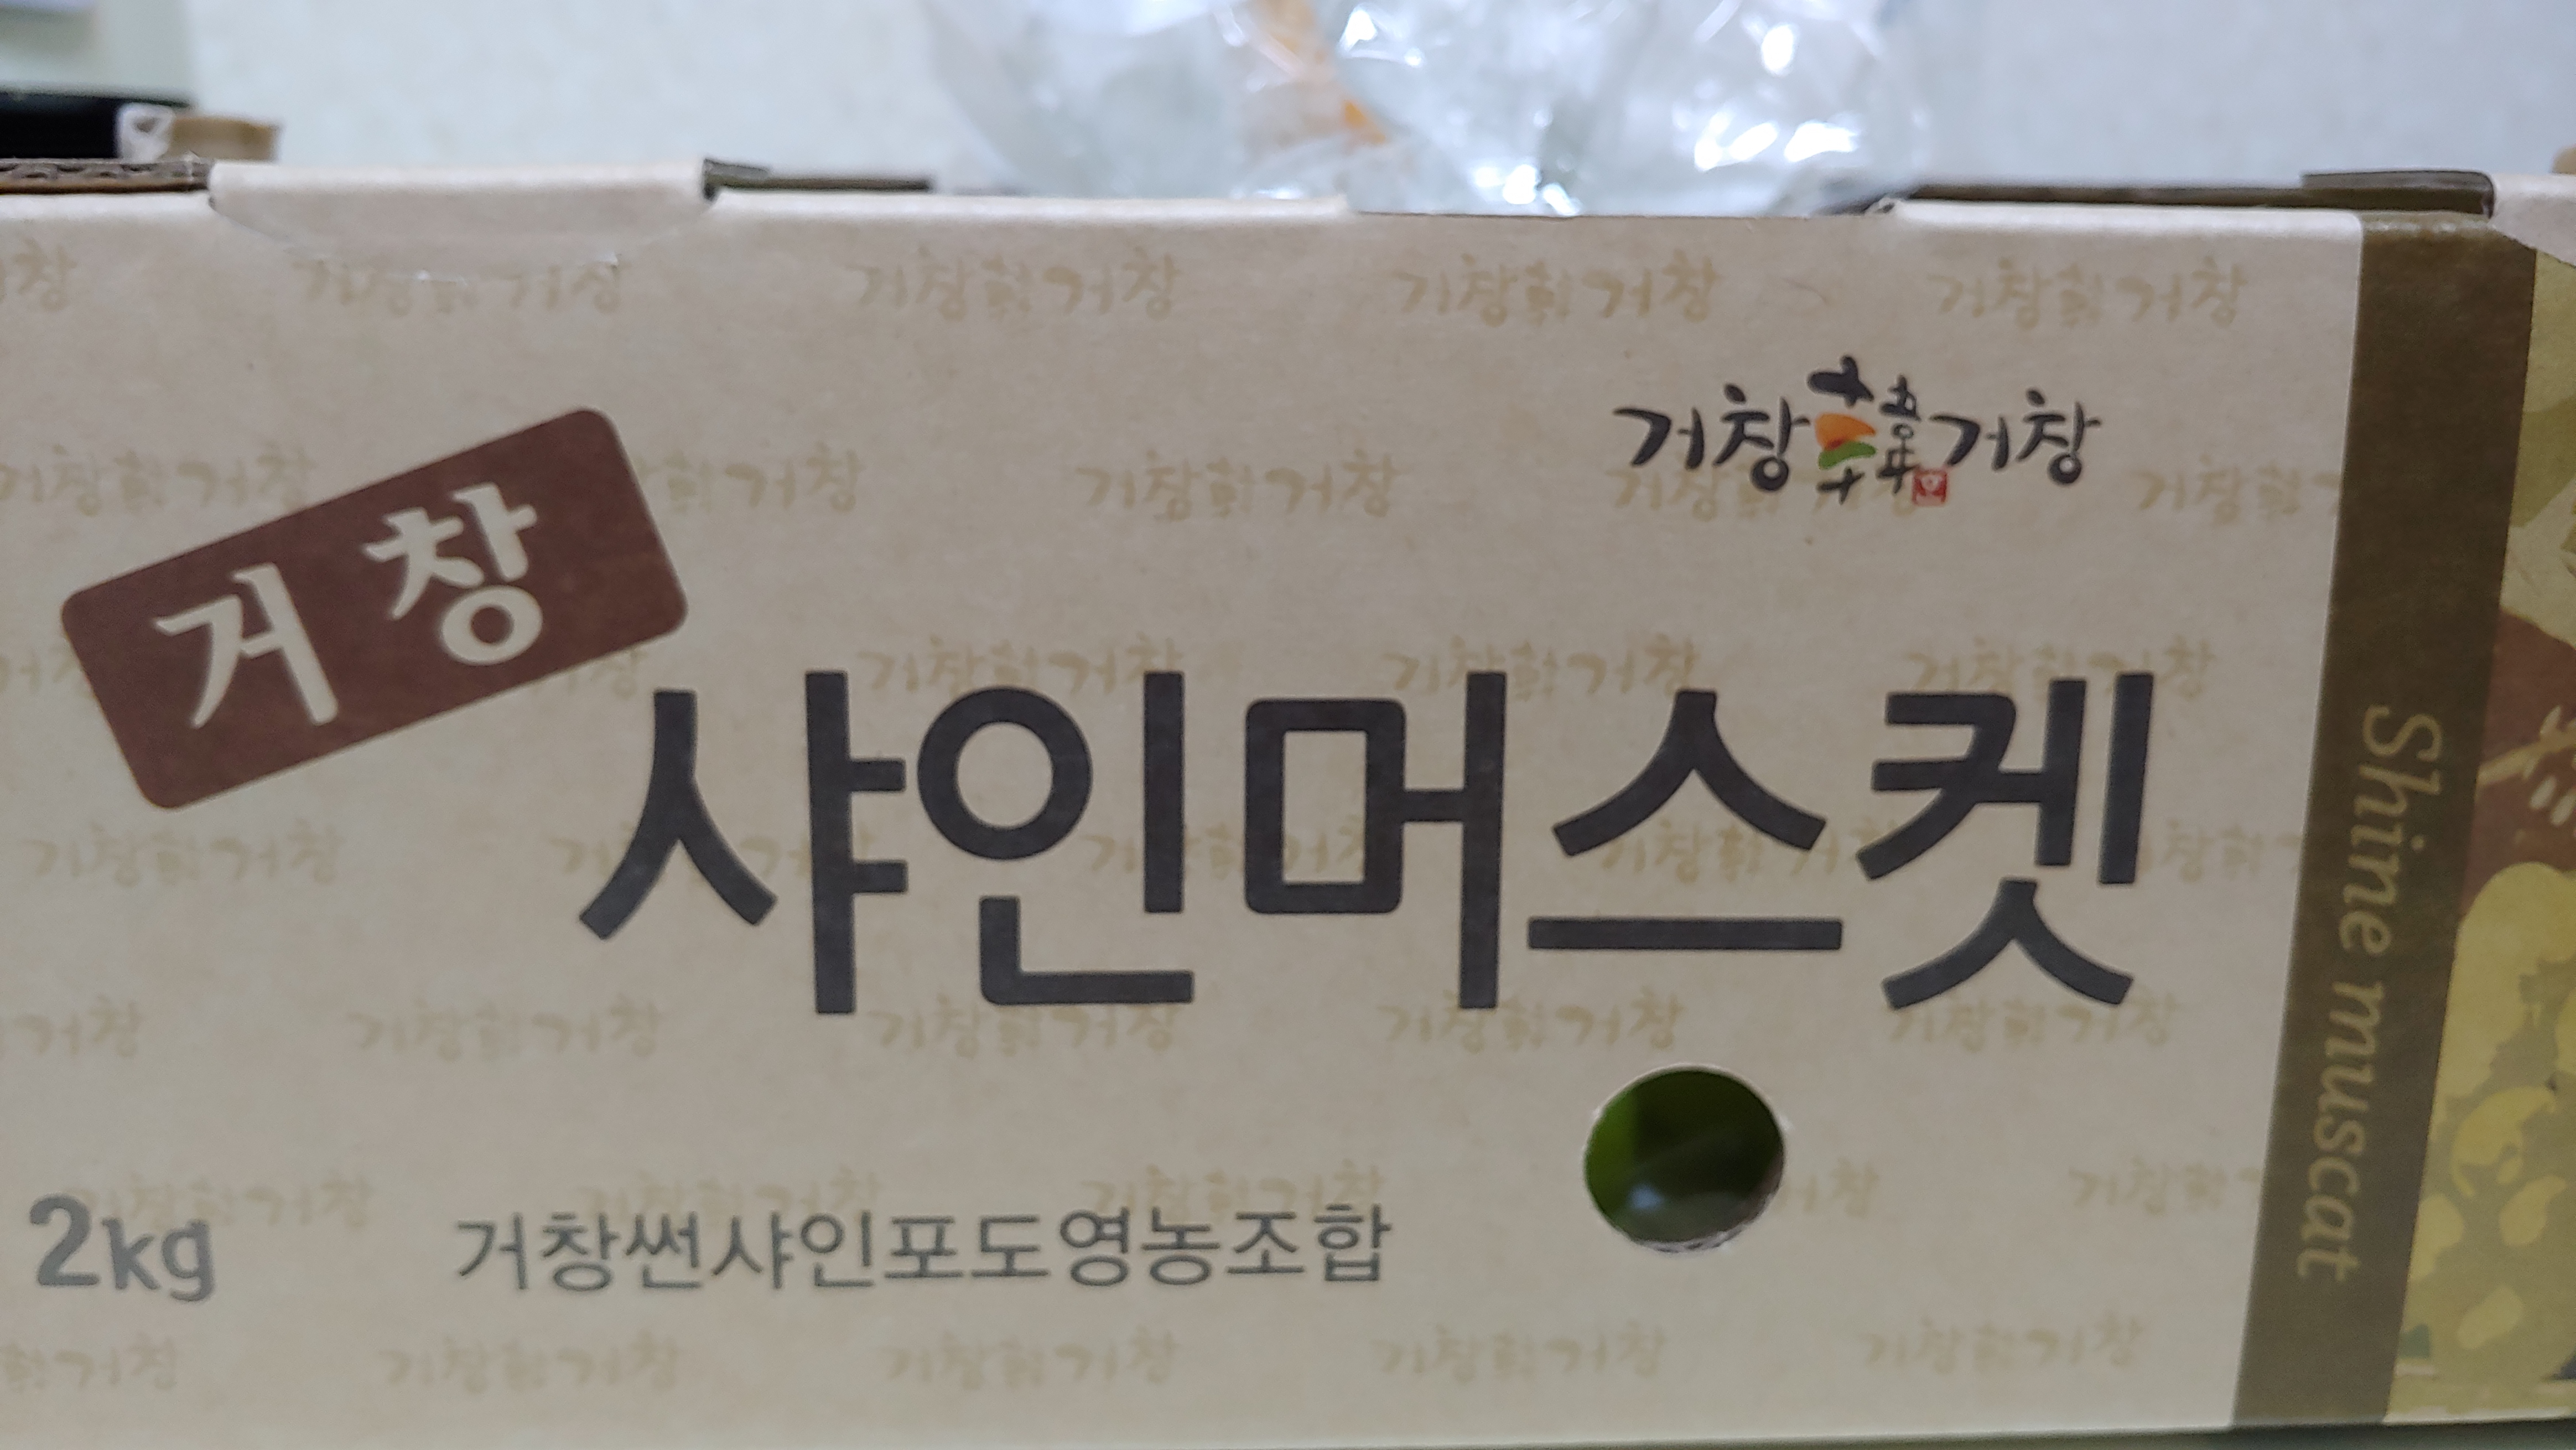 거창韓거창
거창
샤인머스켓
Shine muscat
2kg
거창썬샤인포도영농조합